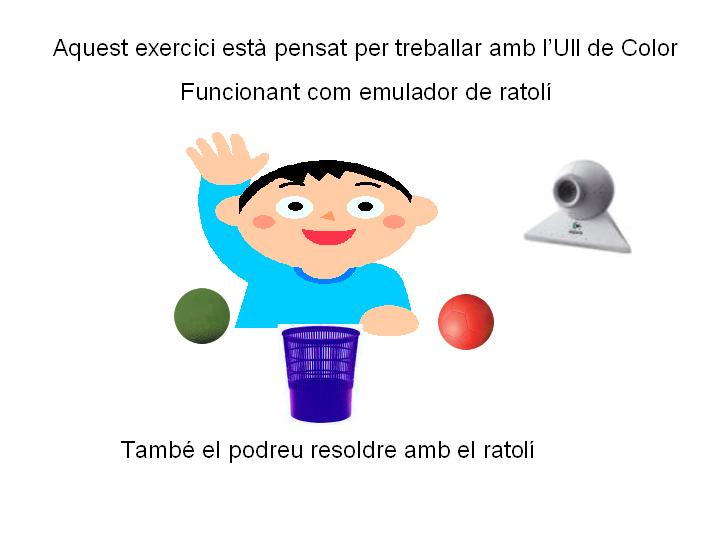 Aquest exercici està pensat per treballar amb l'Ull de Color
Funcionant com emulador de ratolí
També el podreu resoldre amb el ratolí